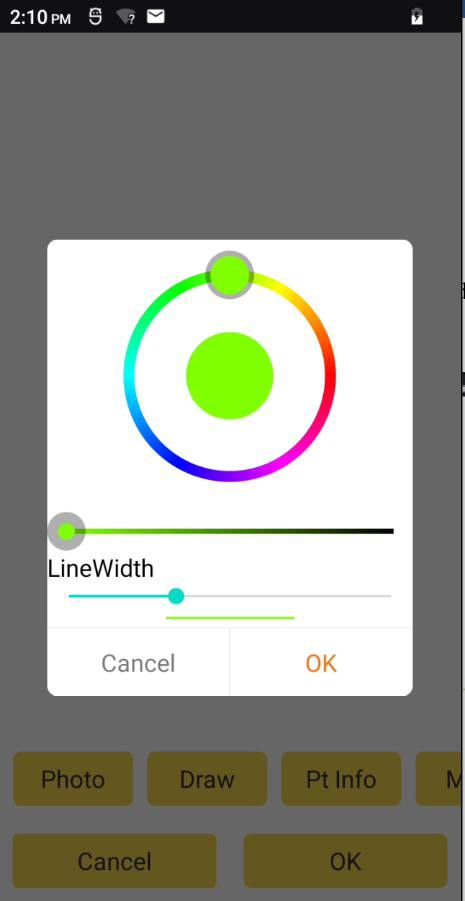 2:10 PM ?
LineWidth
Cancel OK
Photo Draw Pt Info M
Cancel OK